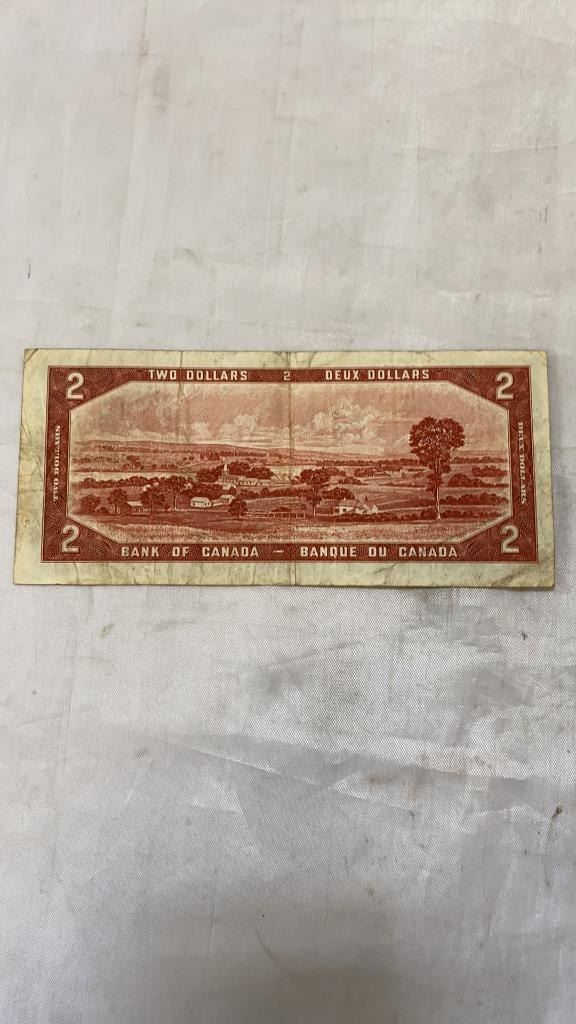 TWO DOLLARS 2 DEUX DOLLARS
2 2
TWO DOLLARS
DEUX DOLLARS
2 2
BANK OF CANADA — BANQUE DU CANADA